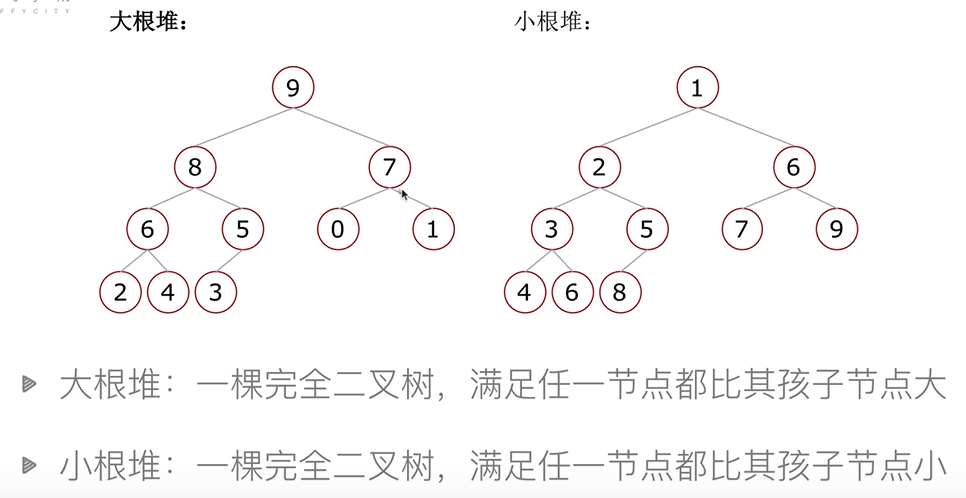 FFYCITY
大根堆： 小根堆：
9 1
8 7 2 6
6 5 0 1 3 5 7 9
2 4 3 4 6 8
大根堆：一棵完全二叉树，满足任一节点都比其孩子节点大
小根堆：一棵完全二叉树，满足任一节点都比其孩子节点小